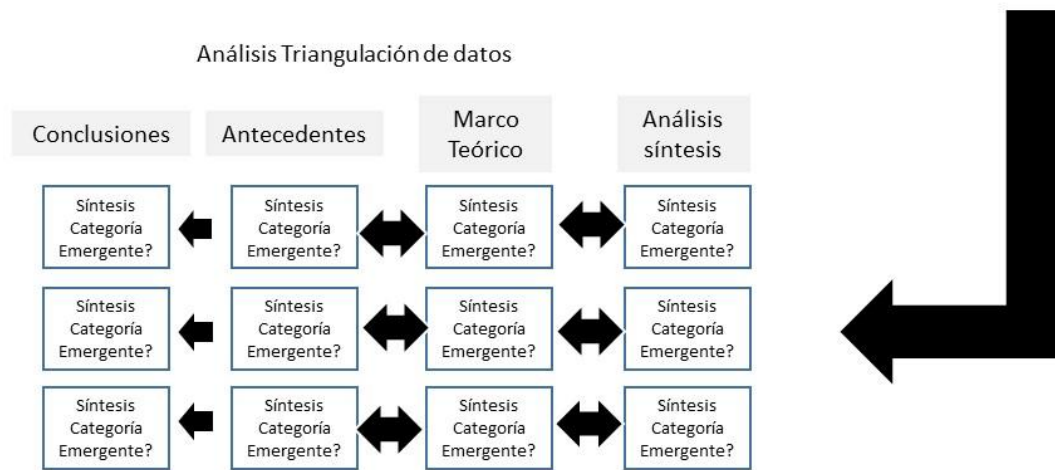 Análisis Triangulación de datos
Conclusiones
Antecedentes
Marco
Teórico
Análisis
síntesis
Síntesis
Categoría
Emergente?
Síntesis
Categoría
Emergente?
Síntesis
Categoría
Emergente?
Síntesis
Categoría
Emergente?
Síntesis
Categoría
Emergente?
Síntesis
Categoría
Emergente?
Síntesis
Categoría
Emergente?
Síntesis
Categoría
Emergente?
Síntesis
Categoría
Emergente?
Síntesis
Categoría
Emergente?
Síntesis
Categoría
Emergente?
Síntesis
Categoría
Emergente?